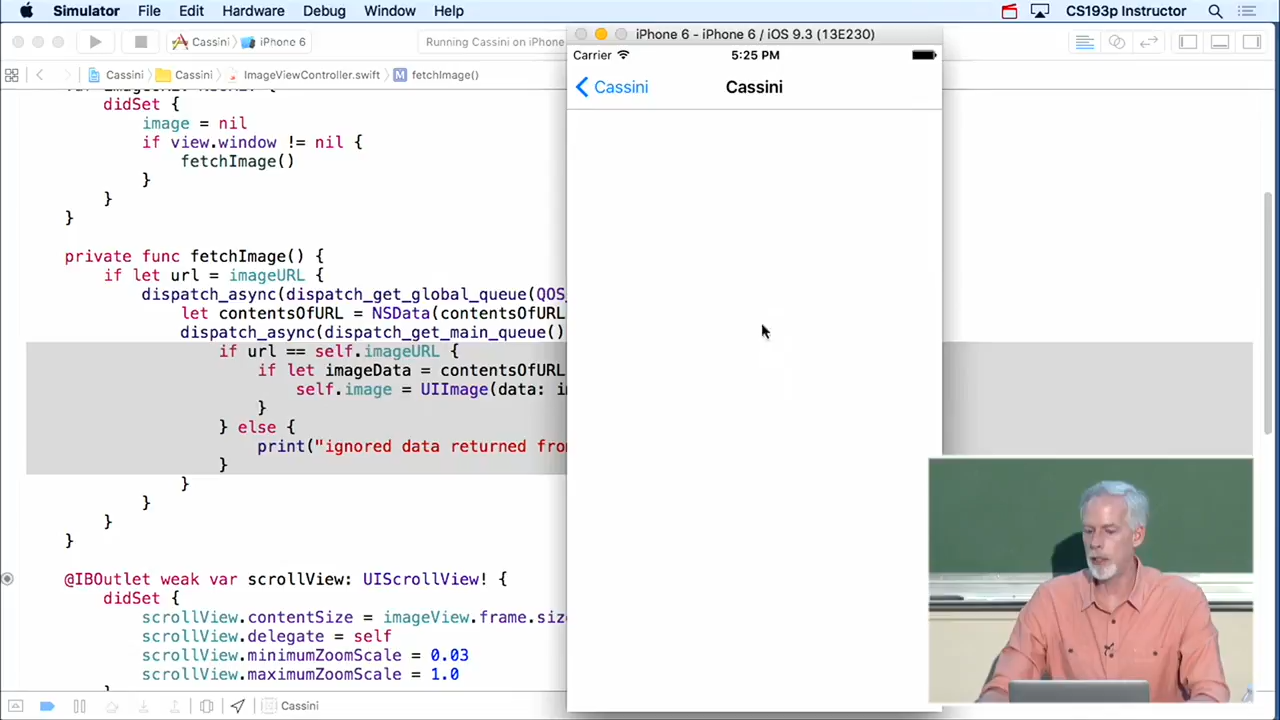 Simulator File Edit Hardware Debug Window Help CS193p Instructor
Cassini iPhone 6 Running Cassini on iPhone
iPhone 6 - iPhone 6 / iOS 9.3 (13E230)
Carrier 5:25 PM
Cassini Cassini
Cassini Cassini ImageViewController.swift M fetchImage()
didSet {
image = nil
if view.window != nil {
fetchImage()
}
}
}
private func fetchImage() {
if let url = imageURL {
dispatch_async(dispatch_get_global_queue(QOS_
let contentsOfURL = NSData(contentsOfURL
dispatch_async(dispatch_get_main_queue()
if url == self.imageURL {
if let imageData = contentsOfURL
self.image = UIImage(data: i
}
} else {
print("ignored data returned fro
}
}
}
}
}
@IBOutlet weak var scrollView: UIScrollView! {
didSet {
scrollView.contentSize = imageView.frame.siz
scrollView.delegate = self
scrollView.minimumZoomScale = 0.03
scrollView.maximumZoomScale = 1.0
Cassini